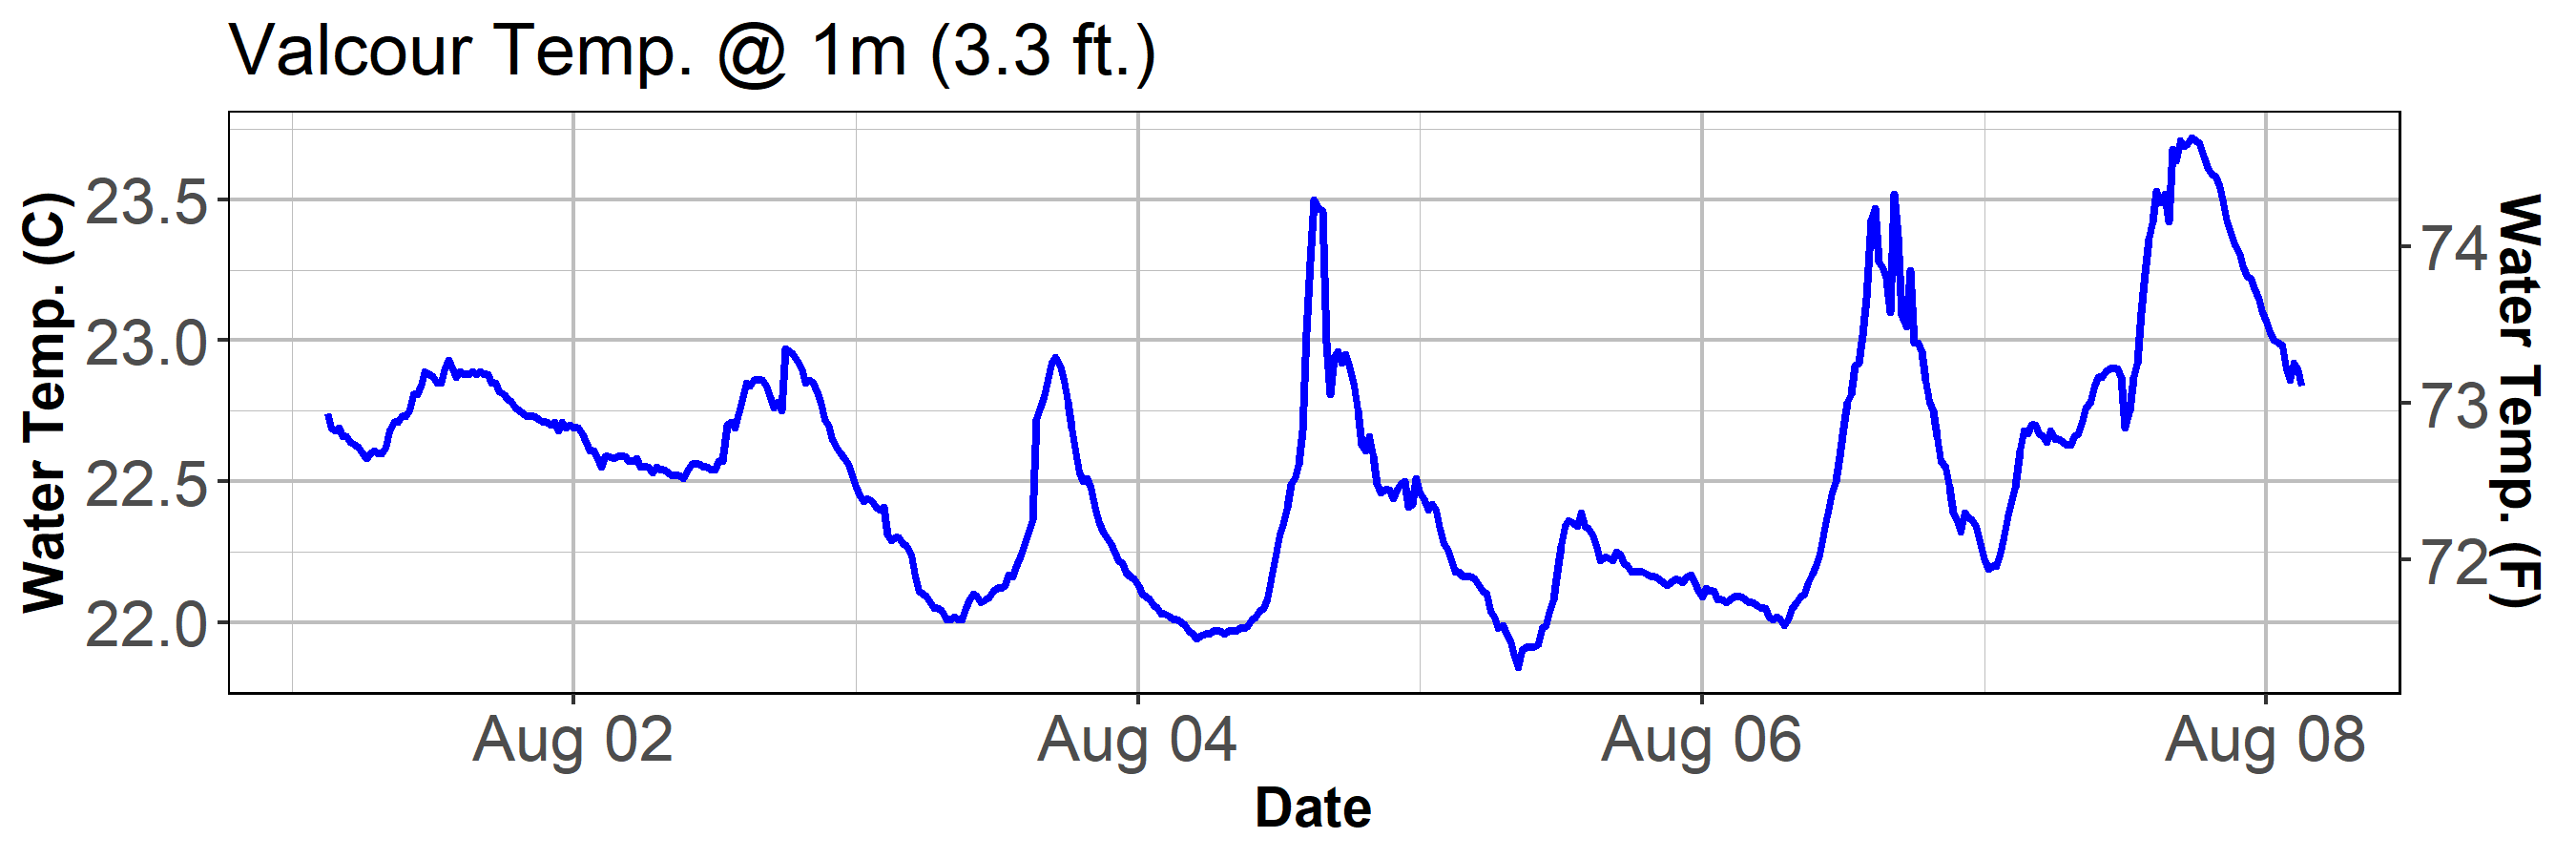 Valcour Temp. @ 1m (3.3 ft.)
Water Temp. (C)
23.5
23.0
22.5
22.0
74
73
72
Water Temp. (F)
Aug 02
Aug 04
Aug 06
Aug 08
Date